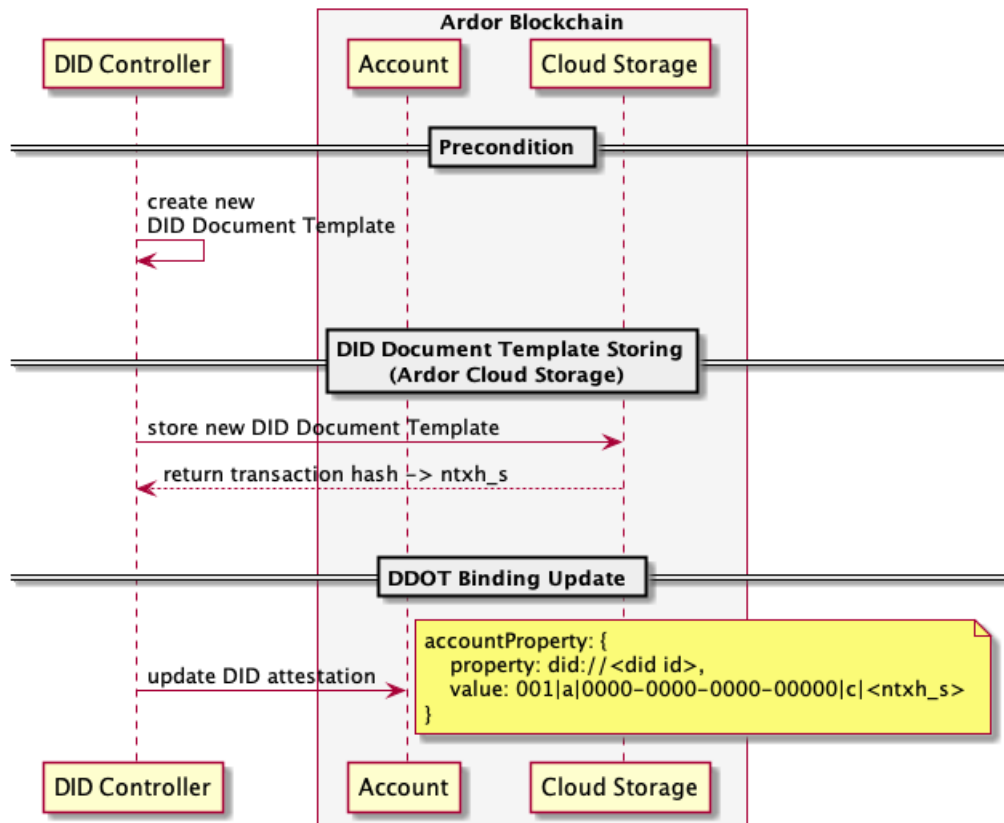 Ardor Blockchain
DID Controller
Account
Cloud Storage
Precondition
create new
DID Document Template
DID Document Template Storing
(Ardor Cloud Storage)
store new DID Document Template
return transaction hash -> ntxh_s
DDOT Binding Update
accountProperty: {
property: did://<did id>,
value: 001|a|0000-0000-0000-00000|c|<ntxh_s>
}
update DID attestation
DID Controller
Account
Cloud Storage